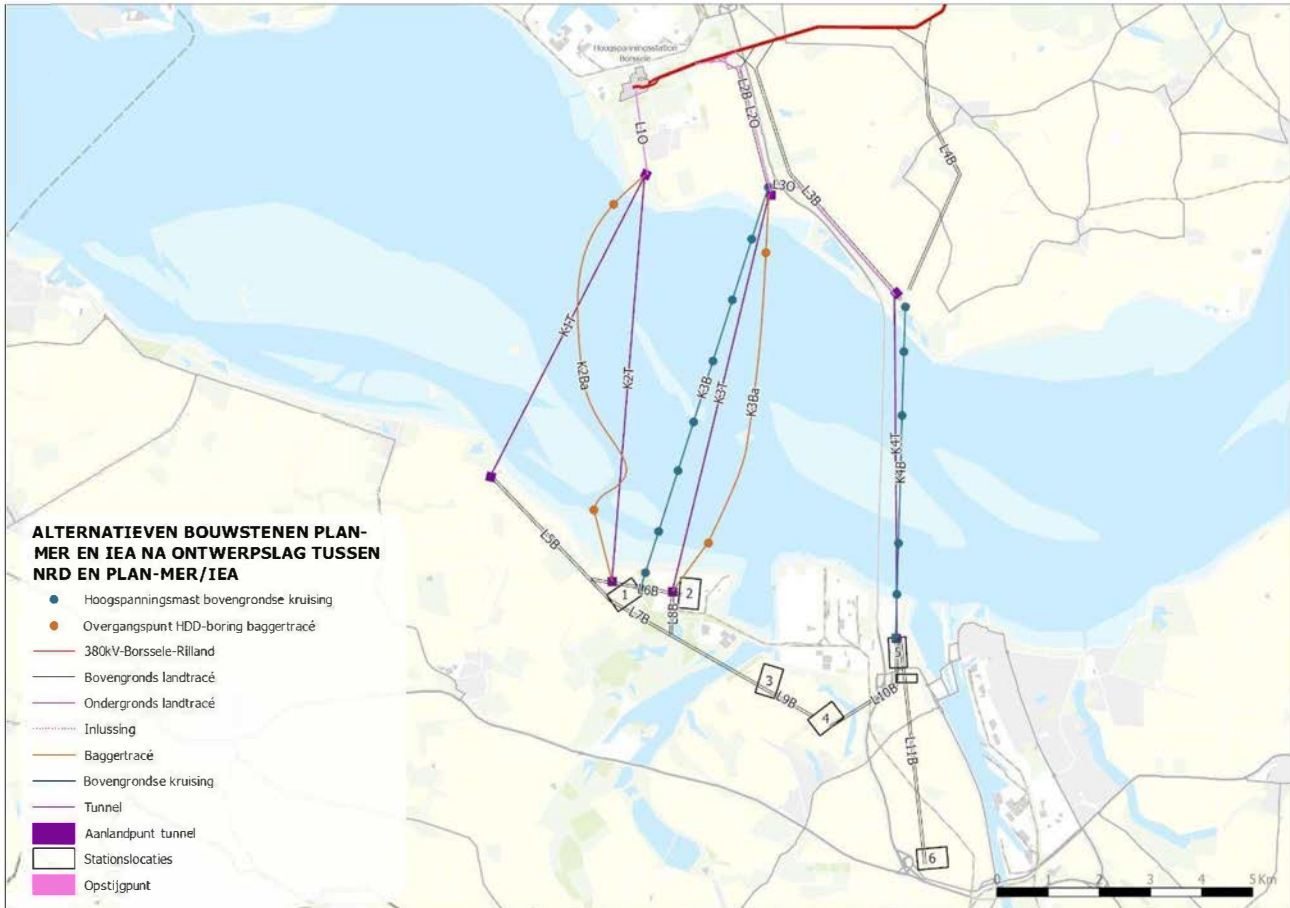 Hoogspanningsstation
Borssele
L1O
L2B
L2O
L3O
L3B
L4B
K1T
K2Ba
K2T
K3B
K3T
K3Ba
K4T
K4B
L5B
L6B
L7B
L8B
L9B
L10B
L11B
1
2
3
4
5
6
ALTERNATIEVEN BOUWSTENEN PLAN-
MER EN IEA NA ONTWERPSLAG TUSSEN
NRD EN PLAN-MER/IEA
Hoogspanningsmast bovengrondse kruising
Overgangspunt HDD-boring baggertracé
380kV-Borssele-Rilland
Bovengronds landtracé
Ondergronds landtracé
Inlussing
Baggertracé
Bovengrondse kruising
Tunnel
Aanlandpunt tunnel
Stationslocaties
Opstijgpunt
0 1 2 3 4 5 Km